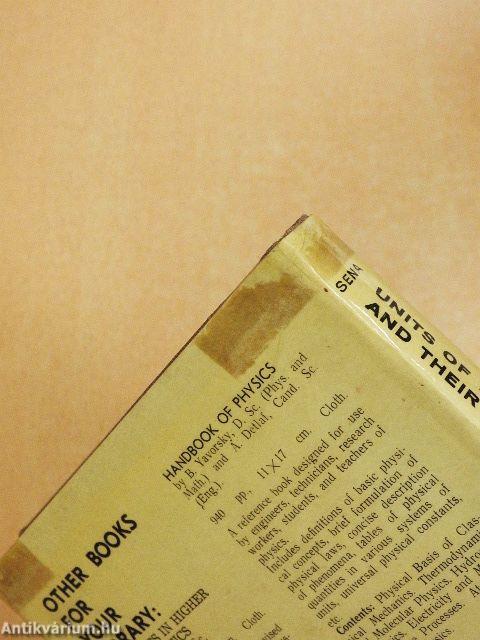 SENA
UNITS OF
AND THEIR
OTHER BOOKS
FOR
HANDBOOK OF PHYSICS
by B. Yavorsky, D. Sc. (Phys. and
Math.), and A. Detlaf, Cand. Sc.
(Eng.).
940 pp. 11×17 cm. Cloth.
A reference book designed for use
by engineers, technicians, research
workers, students, and teachers of
physics.
Includes definitions of basic physi-
cal concepts, brief formulation of
physical laws, concise description
of phenomena, tables of physical
quantities in various systems of
units, universal physical constants,
etc
Contents: Physical Basis of Clas-
Mechanics. Thermodynam
Molecular Physics. Hydro
Electricity and M
Processes.
IN HIGHER
Cloth.
Antikvárium.hu